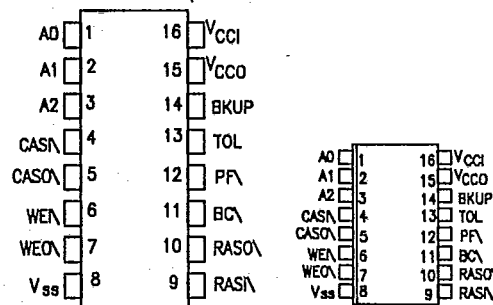 A0 1 16 VCCI
A1 2 15 VCCO
A2 3 14 BKUP
CASI\ 4 13 TOL
CASO\ 5 12 PF\
WEI\ 6 11 BC\
WEO\ 7 10 RASO\
Vss 8 9 RASI\
A0 1 16 VCCI
A1 2 15 VCCO
A2 3 14 BKUP
CASI\ 4 13 TOL
CASO\ 5 12 PF\
WEI\ 6 11 BC\
WEO\ 7 10 RASO
Vss 8 9 RASI\